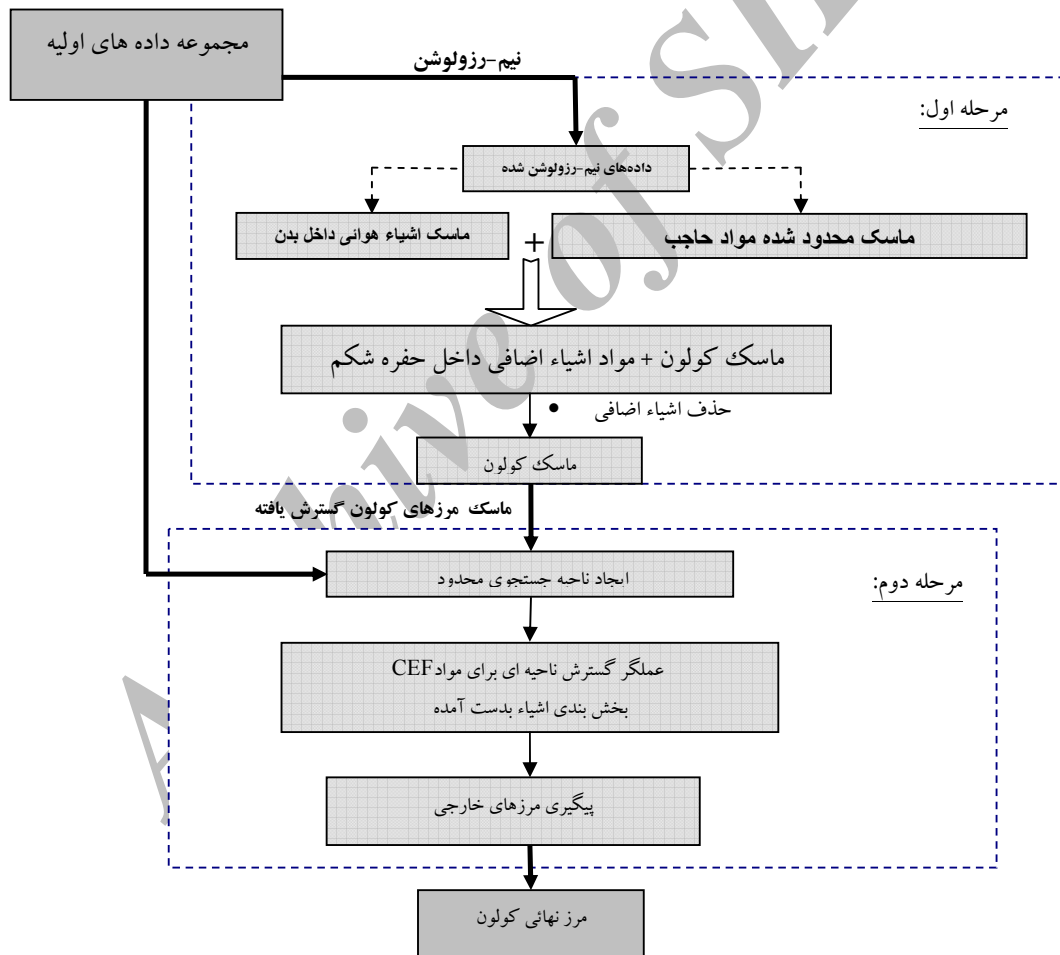 مجموعه داده های اولیه
نیم-رزولوشن
مرحله اول:
داده‌های نیم-رزولوشن شده
ماسک محدود شده مواد حاجب
+
ماسک اشیاء هوائی داخل بدن
ماسک کولون + مواد اشیاء اضافی داخل حفره شکم
• حذف اشیاء اضافی
ماسک کولون
ماسک مرزهای کولون گسترش یافته
مرحله دوم:
ایجاد ناحیه جستجوی محدود
عملگر گسترش ناحیه ای برای مواد CEF
بخش بندی اشیاء بدست آمده
پیگیری مرزهای خارجی
مرز نهائی کولون